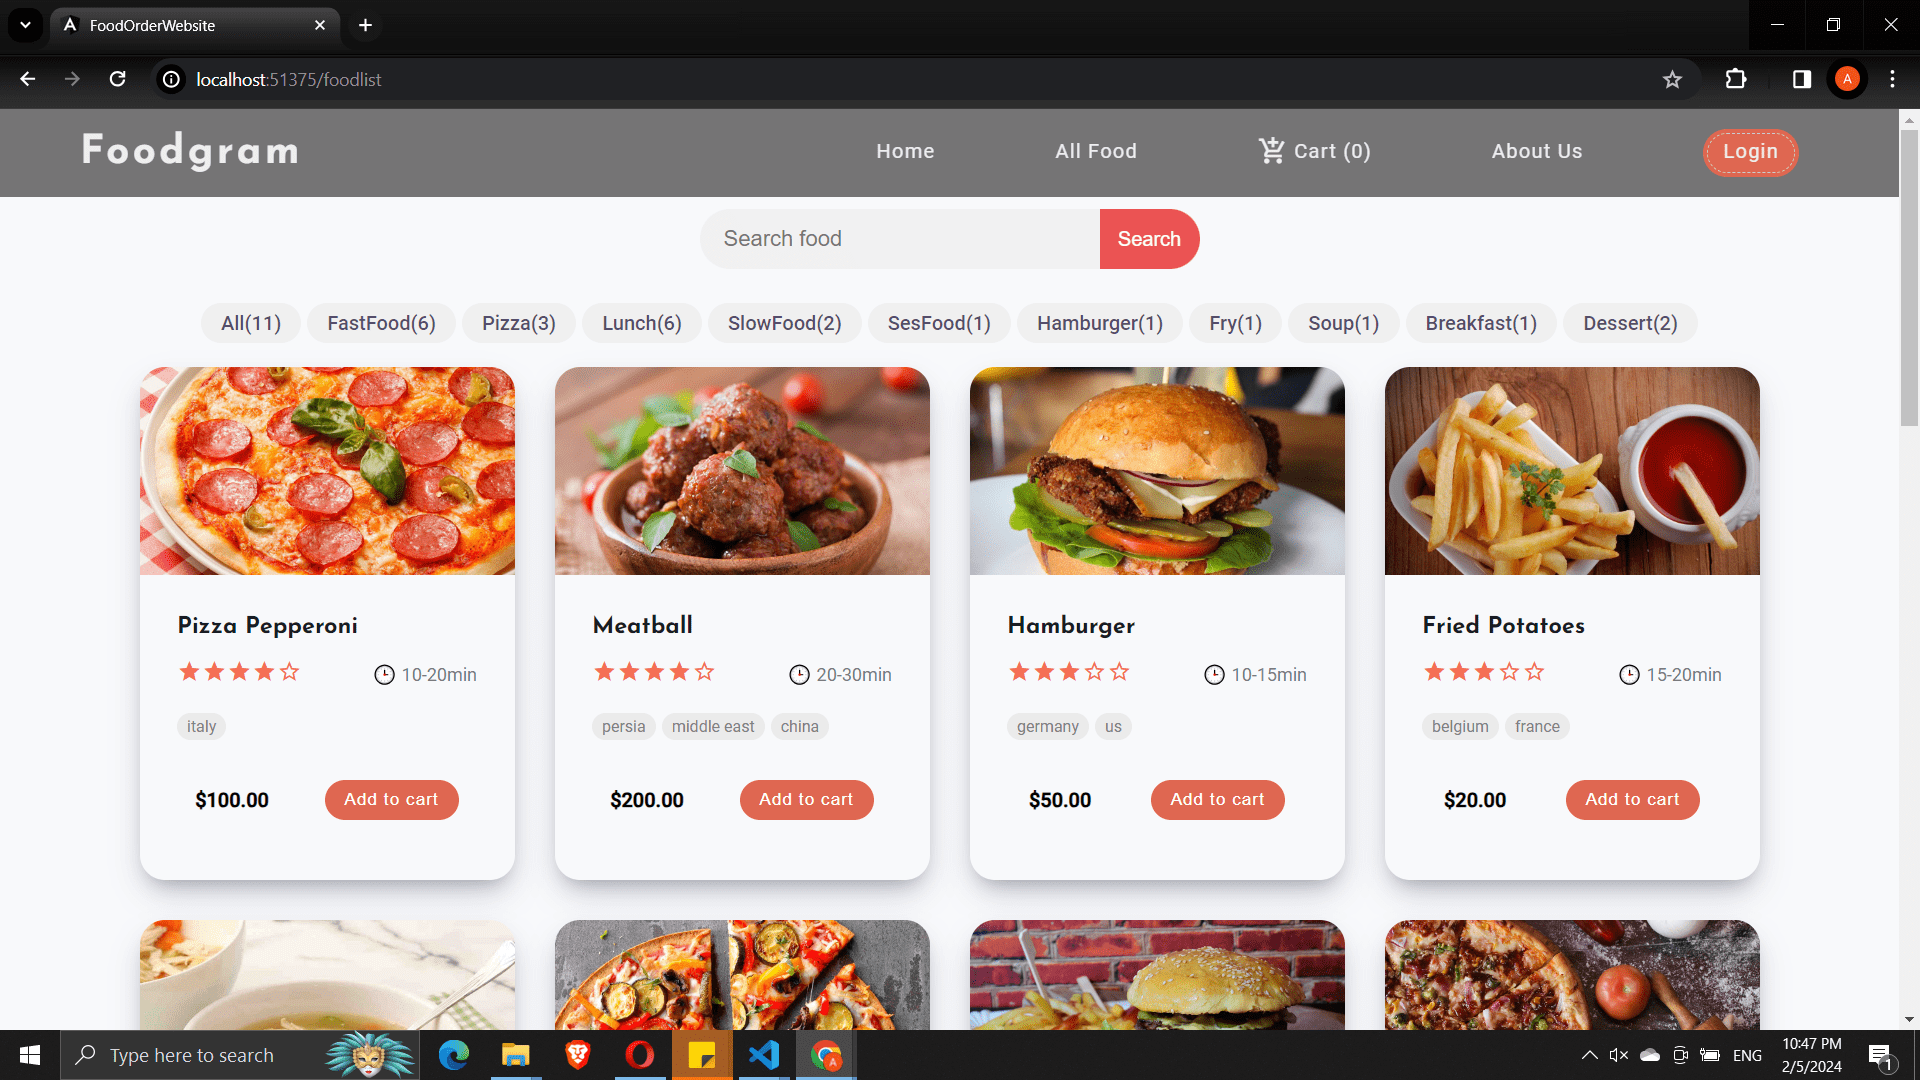 FoodOrderWebsite
localhost:51375/foodlist
A
Foodgram
Home
All Food
Cart (0)
About Us
Login
Search food
Search
All(11)
FastFood(6)
Pizza(3)
Lunch(6)
SlowFood(2)
SesFood(1)
Hamburger(1)
Fry(1)
Soup(1)
Breakfast(1)
Dessert(2)
Pizza Pepperoni
10-20min
italy
$100.00
Add to cart
Meatball
20-30min
persia
middle east
china
$200.00
Add to cart
Hamburger
10-15min
germany
us
$50.00
Add to cart
Fried Potatoes
15-20min
belgium
france
$20.00
Add to cart
Type here to search
A
ENG
10:47 PM
2/5/2024
1